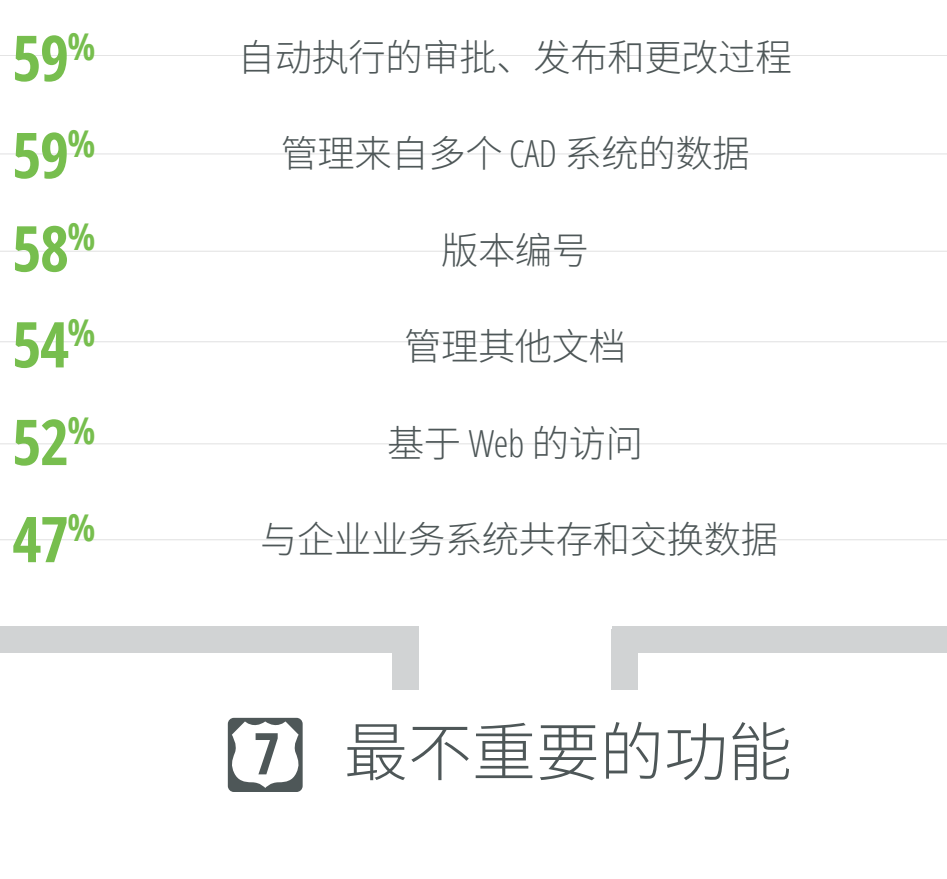 59% 自动执行的审批、发布和更改过程
59% 管理来自多个 CAD 系统的数据
58% 版本编号
54% 管理其他文档
52% 基于 Web 的访问
47% 与企业业务系统共存和交换数据
7 最不重要的功能